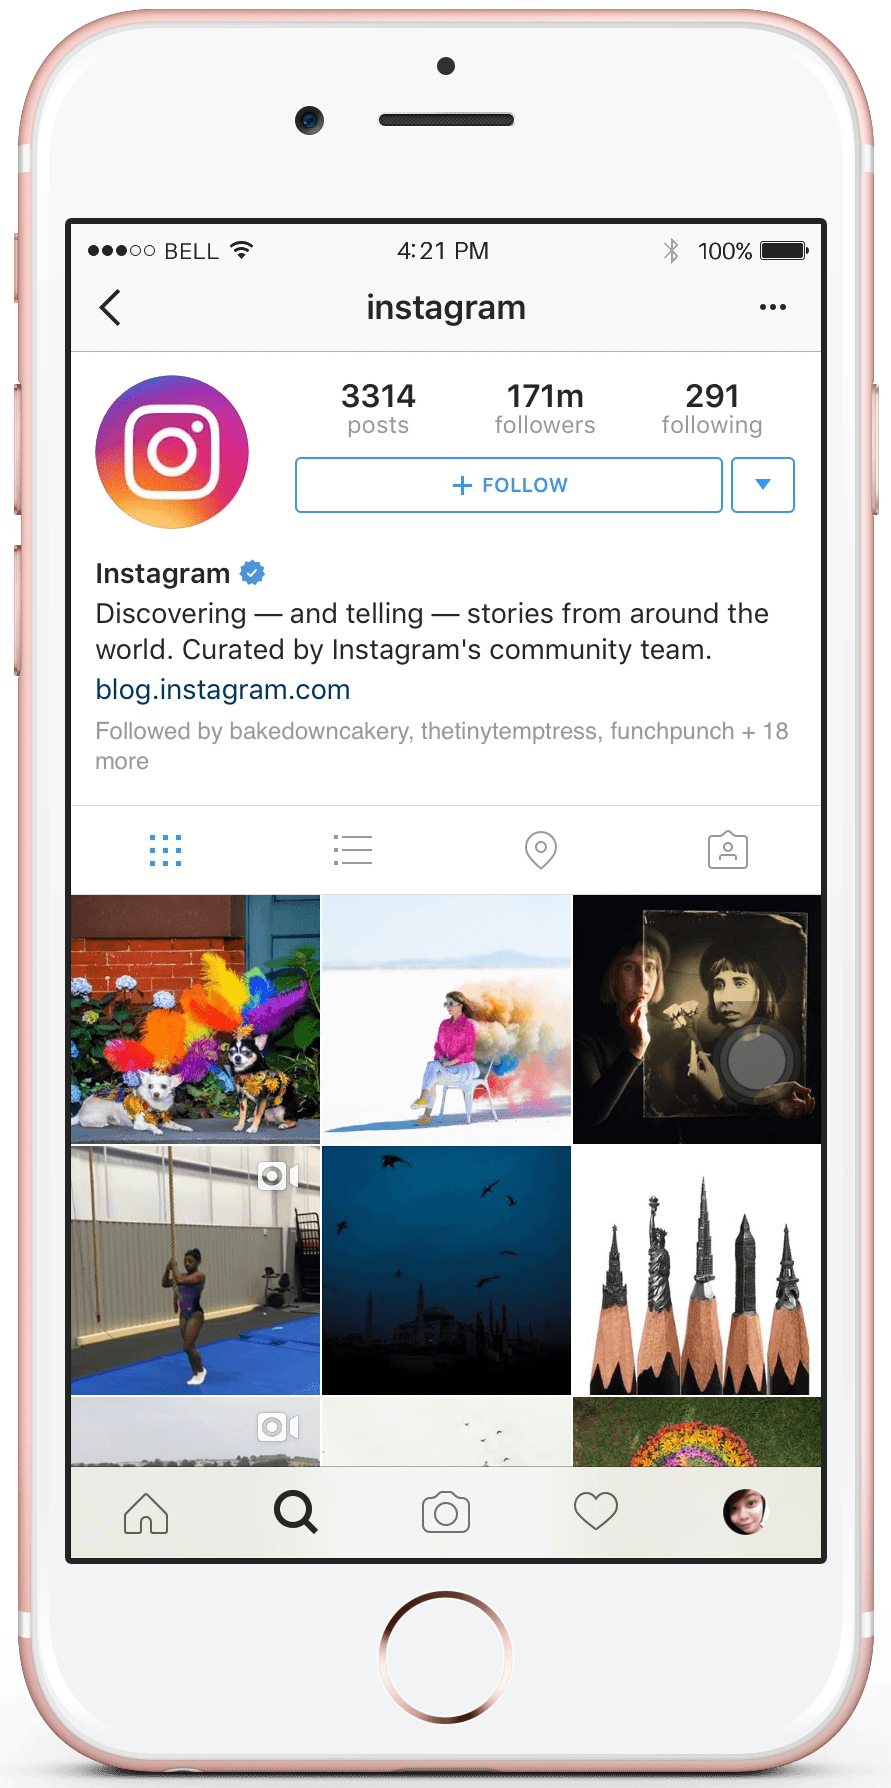 BELL 4:21 PM 100%
instagram
3314 171m 291
posts followers following
+ FOLLOW
Instagram
Discovering — and telling — stories from around the
world. Curated by Instagram's community team.
blog.instagram.com
Followed by bakedowncakery, thetinytemptress, funchpunch + 18
more